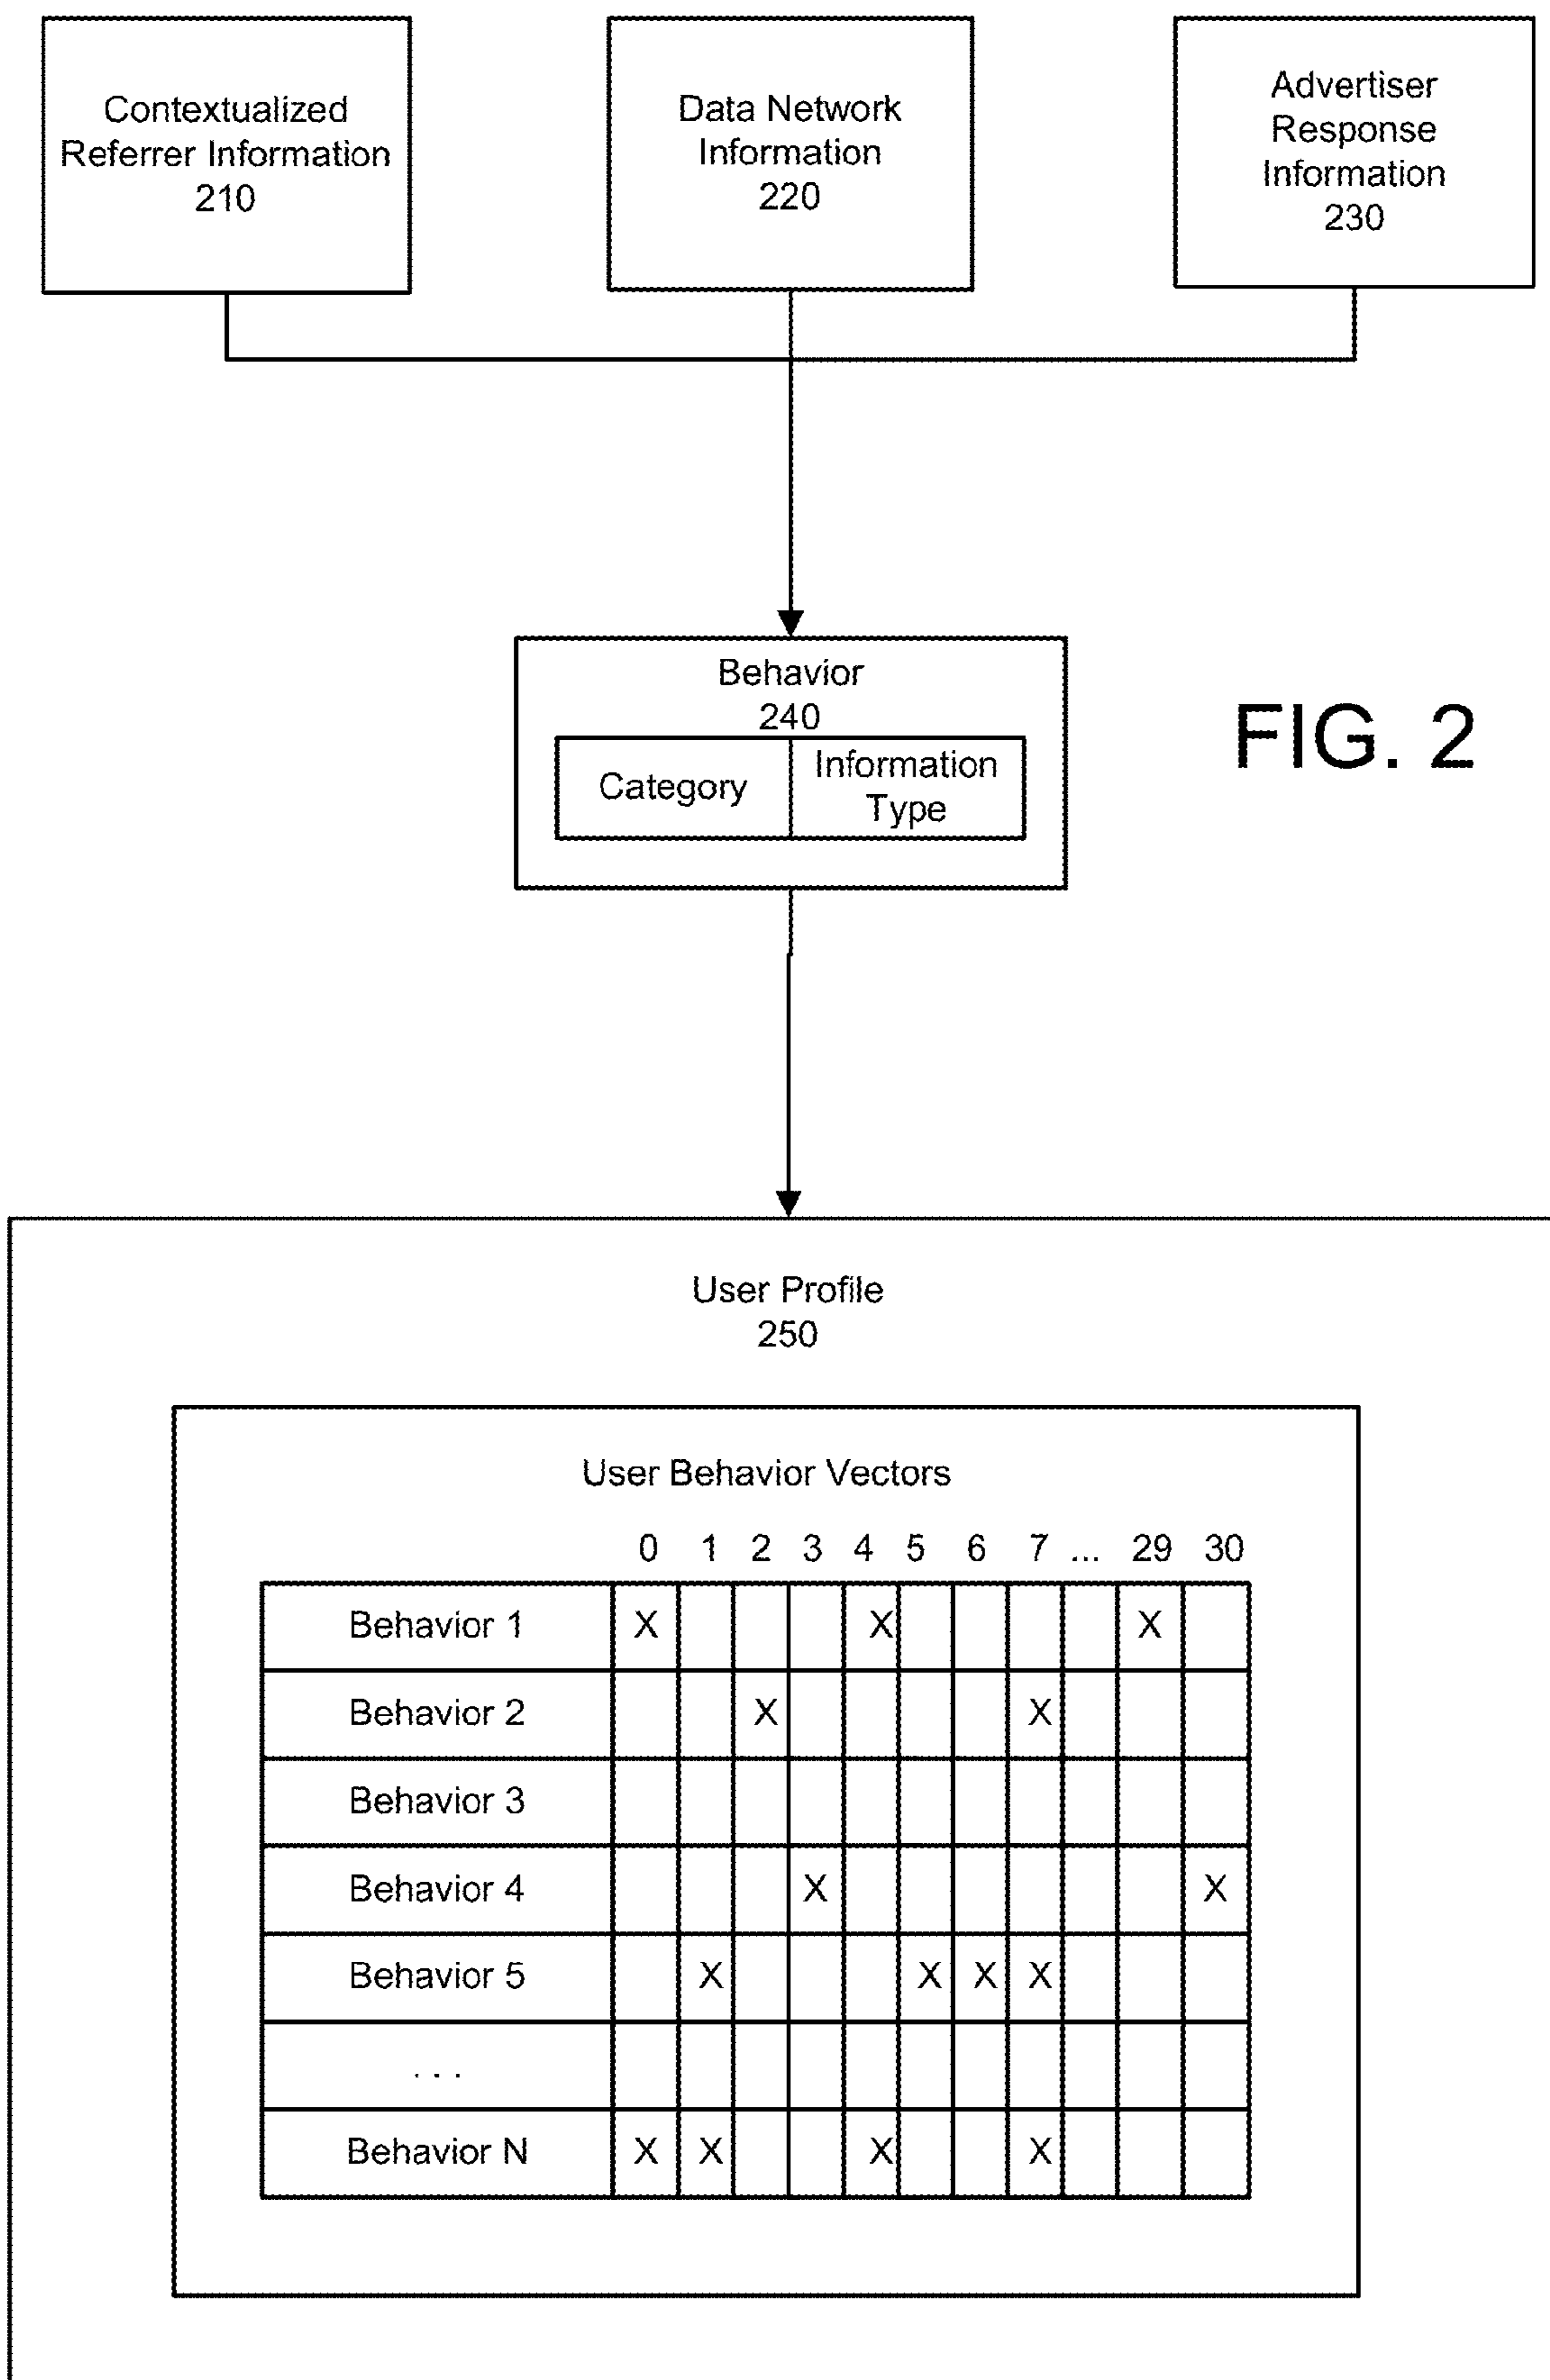 Contextualized
Referrer Information
210
Data Network
Information
220
Advertiser
Response
Information
230
Behavior
240
Category
Information
Type
FIG. 2
User Profile
250
User Behavior Vectors
0 1 2 3 4 5 6 7 ... 29 30
Behavior 1 X X X
Behavior 2 X X
Behavior 3
Behavior 4 X X
Behavior 5 X X X X
. . .
Behavior N X X X X